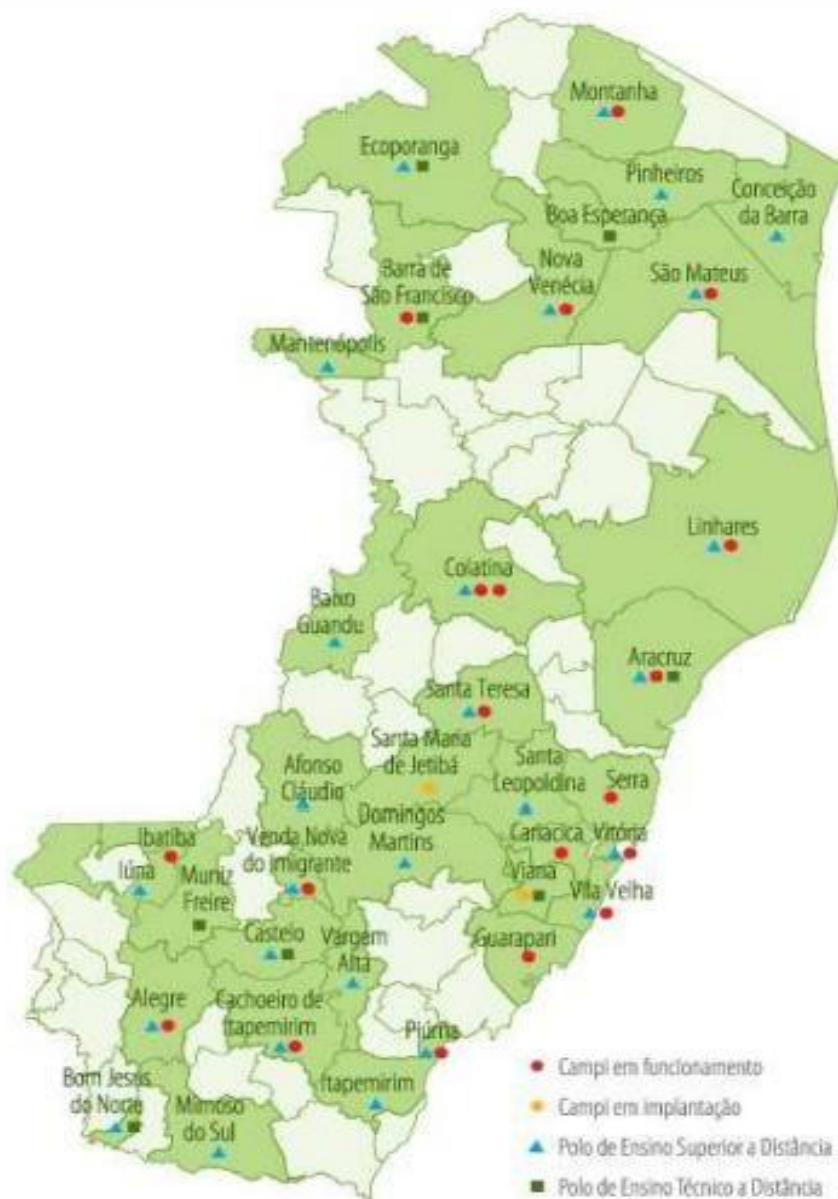 Montanha
Ecoporanga
Pinheiros
Conceição
da Barra
Boa Esperança
Nova
Venécia
São Mateus
Barra de
São Francisco
Mantenópolis
Linhares
Colatina
Baixo
Guandu
Aracruz
Santa Teresa
Santa Maria
de Jetibá
Santa
Leopoldina
Serra
Afonso
Cláudio
Domingos
Martins
Cariacica
Vitória
Ibatiba
Venda Nova
do Imigrante
Iúna
Muniz
Freire
Viana
Vila Velha
Castelo
Vargem
Alta
Guarapari
Alegre
Cachoeiro de
Itapemirim
Piúma
Bom Jesus
do Norte
Mimoso
do Sul
Itapemirim
Campi em funcionamento
Campi em implantação
Polo de Ensino Superior a Distância
Polo de Ensino Técnico a Distância